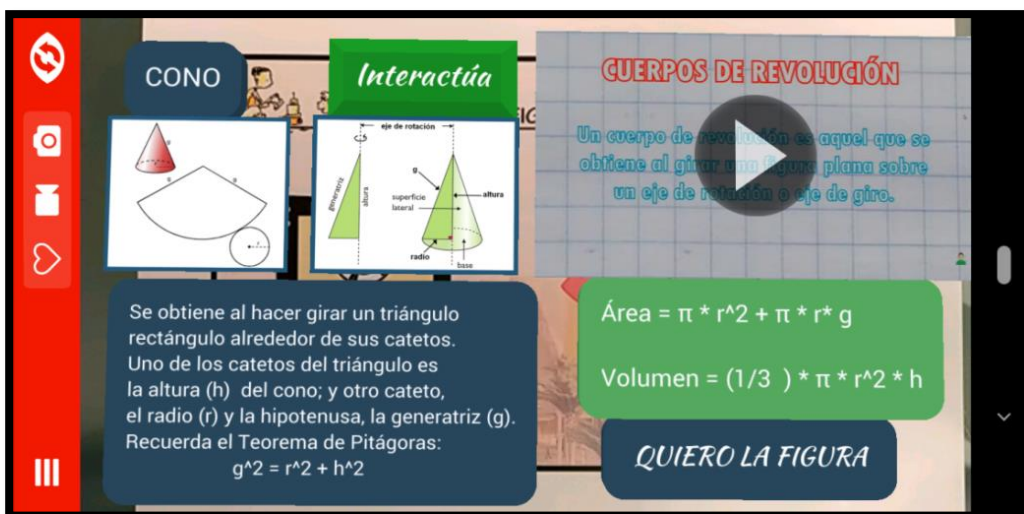 CONO
Interactúa
g
g
g
r
eje de rotación
generatriz
altura
g
superficie
lateral
altura
radio
base
CUERPOS DE REVOLUCIÓN
Un cuerpo de revolución es aquel que se
obtiene al girar una figura plana sobre
un eje de rotación o eje de giro.
Se obtiene al hacer girar un triángulo
rectángulo alrededor de sus catetos.
Uno de los catetos del triángulo es
la altura (h) del cono; y otro cateto,
el radio (r) y la hipotenusa, la generatriz (g).
Recuerda el Teorema de Pitágoras:
g^2 = r^2 + h^2
Área = π * r^2 + π * r* g
Volumen = (1/3 ) * π * r^2 * h
QUIERO LA FIGURA